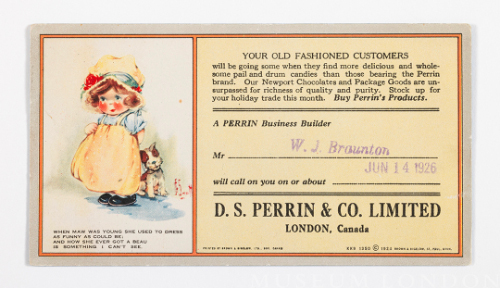 YOUR OLD FASHIONED CUSTOMERS
will be going some when they find more delicious and whole-
some pail and drum candies than those bearing the Perrin
brand. Our Newport Chocolates and Package Goods are un-
surpassed for richness of quality and purity. Stock up for
your holiday trade this month. Buy Perrin's Products.
A PERRIN Business Builder
Mr W. J. Braunton
JUN 14 1926
will call on you on or about
D. S. PERRIN & CO. LIMITED
LONDON, Canada
WHEN MAW WAS YOUNG SHE USED TO DRESS
AS FUNNY AS COULD BE;
AND HOW SHE EVER GOT A BEAU
IS SOMETHING I CAN'T SEE.